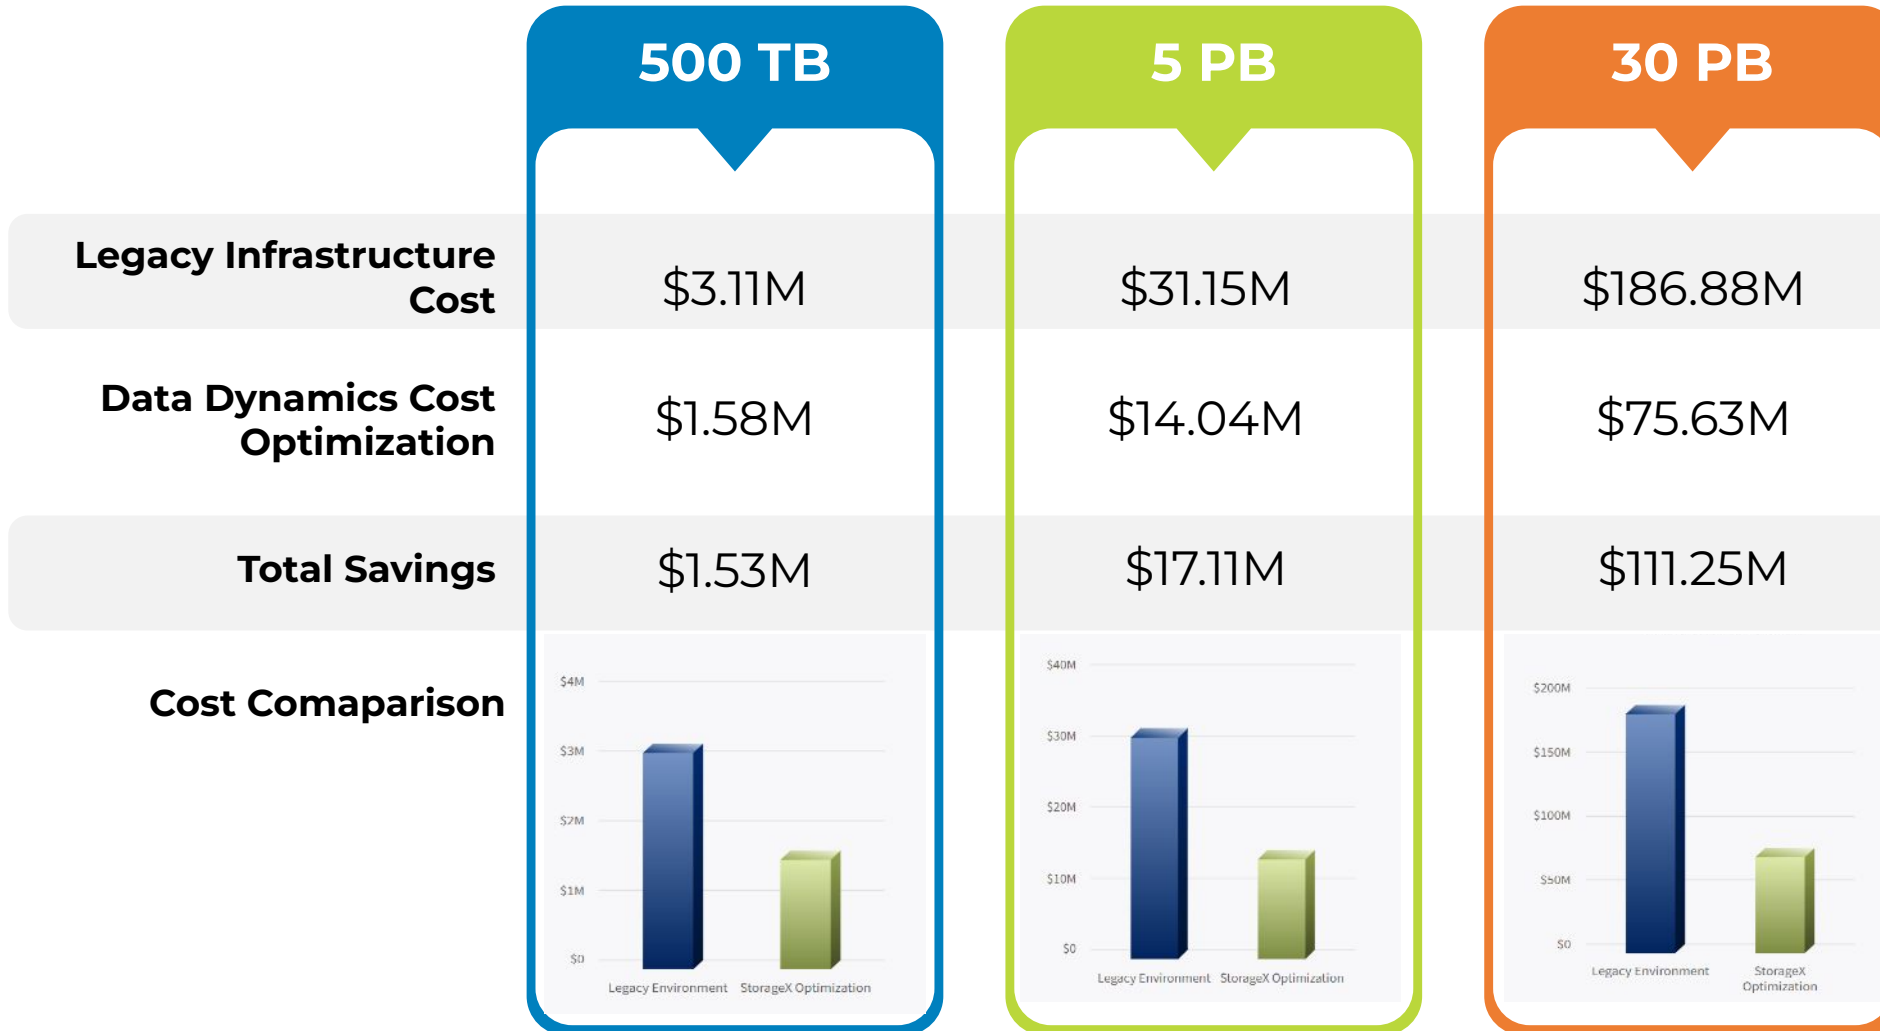 500 TB
5 PB
30 PB
Legacy Infrastructure
Cost
$3.11M
$31.15M
$186.88M
Data Dynamics Cost
Optimization
$1.58M
$14.04M
$75.63M
Total Savings
$1.53M
$17.11M
$111.25M
Cost Comaparison
$4M
$3M
$2M
$1M
$0
Legacy Environment
StorageX Optimization
$40M
$30M
$20M
$10M
$0
Legacy Environment
StorageX Optimization
$200M
$150M
$100M
$50M
$0
Legacy Environment
StorageX
Optimization